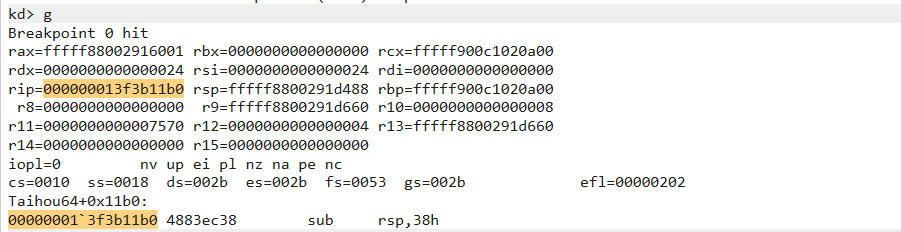 kd> g
Breakpoint 0 hit
rax=fffff88002916001 rbx=0000000000000000 rcx=fffff900c1020a00
rdx=0000000000000024 rsi=0000000000000024 rdi=0000000000000000
rip=000000013f3b11b0 rsp=fffff8800291d488 rbp=fffff900c1020a00
 r8=0000000000000000  r9=fffff8800291d660 r10=0000000000000008
r11=0000000000007570 r12=0000000000000004 r13=fffff8800291d660
r14=0000000000000000 r15=0000000000000000
iopl=0         nv up ei pl nz na pe nc
cs=0010  ss=0018  ds=002b  es=002b  fs=0053  gs=002b             efl=00000202
Taihou64+0x11b0:
00000001`3f3b11b0 4883ec38        sub     rsp,38h